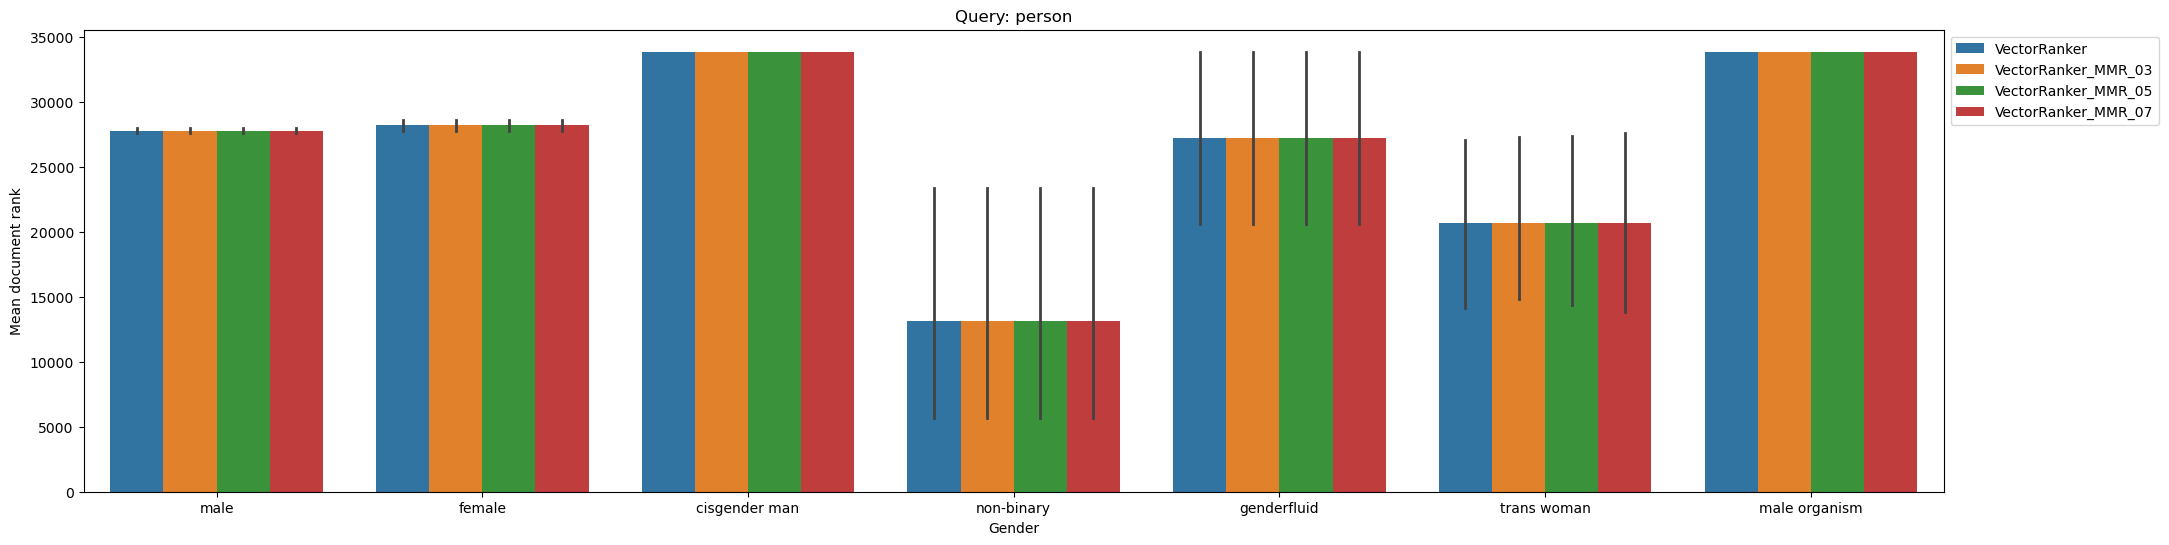 Query: person
35000
30000
25000
20000
15000
10000
5000
0
Mean document rank
male
female
cisgender man
non-binary
genderfluid
trans woman
male organism
Gender
VectorRanker
VectorRanker_MMR_03
VectorRanker_MMR_05
VectorRanker_MMR_07